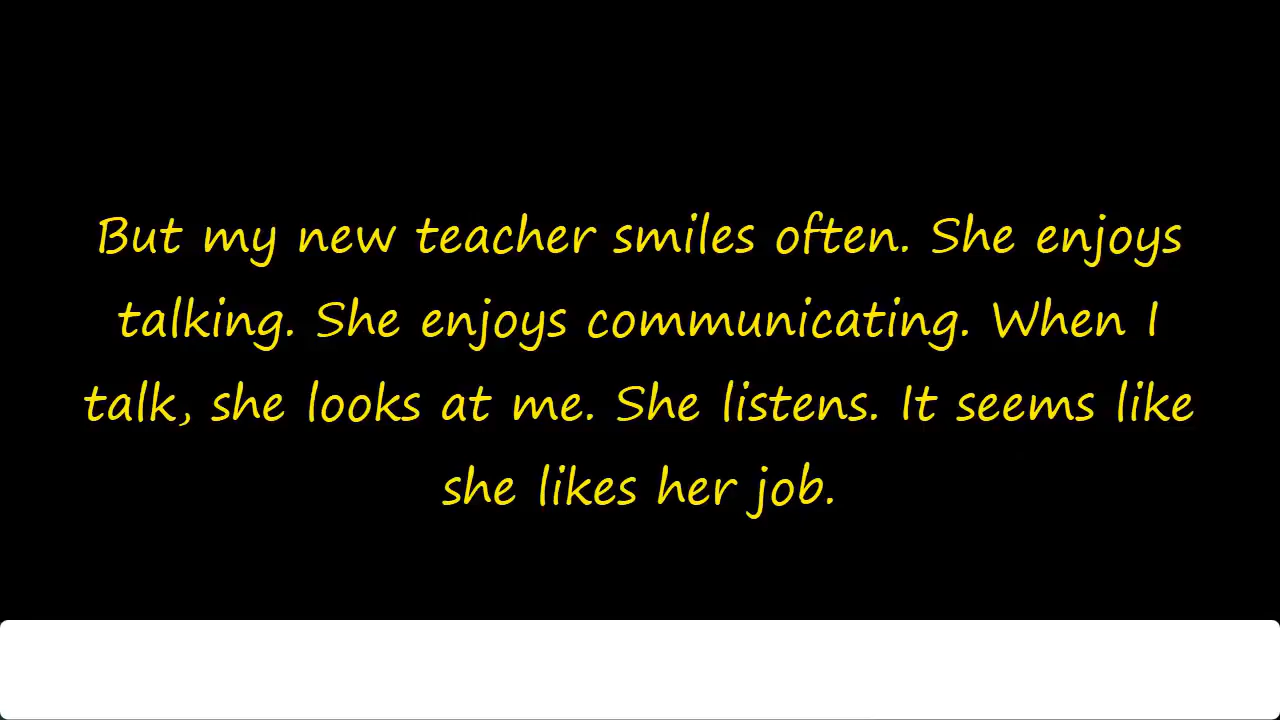 But my new teacher smiles often. She enjoys
talking. She enjoys communicating. When I
talk, she looks at me. She listens. It seems like
she likes her job.